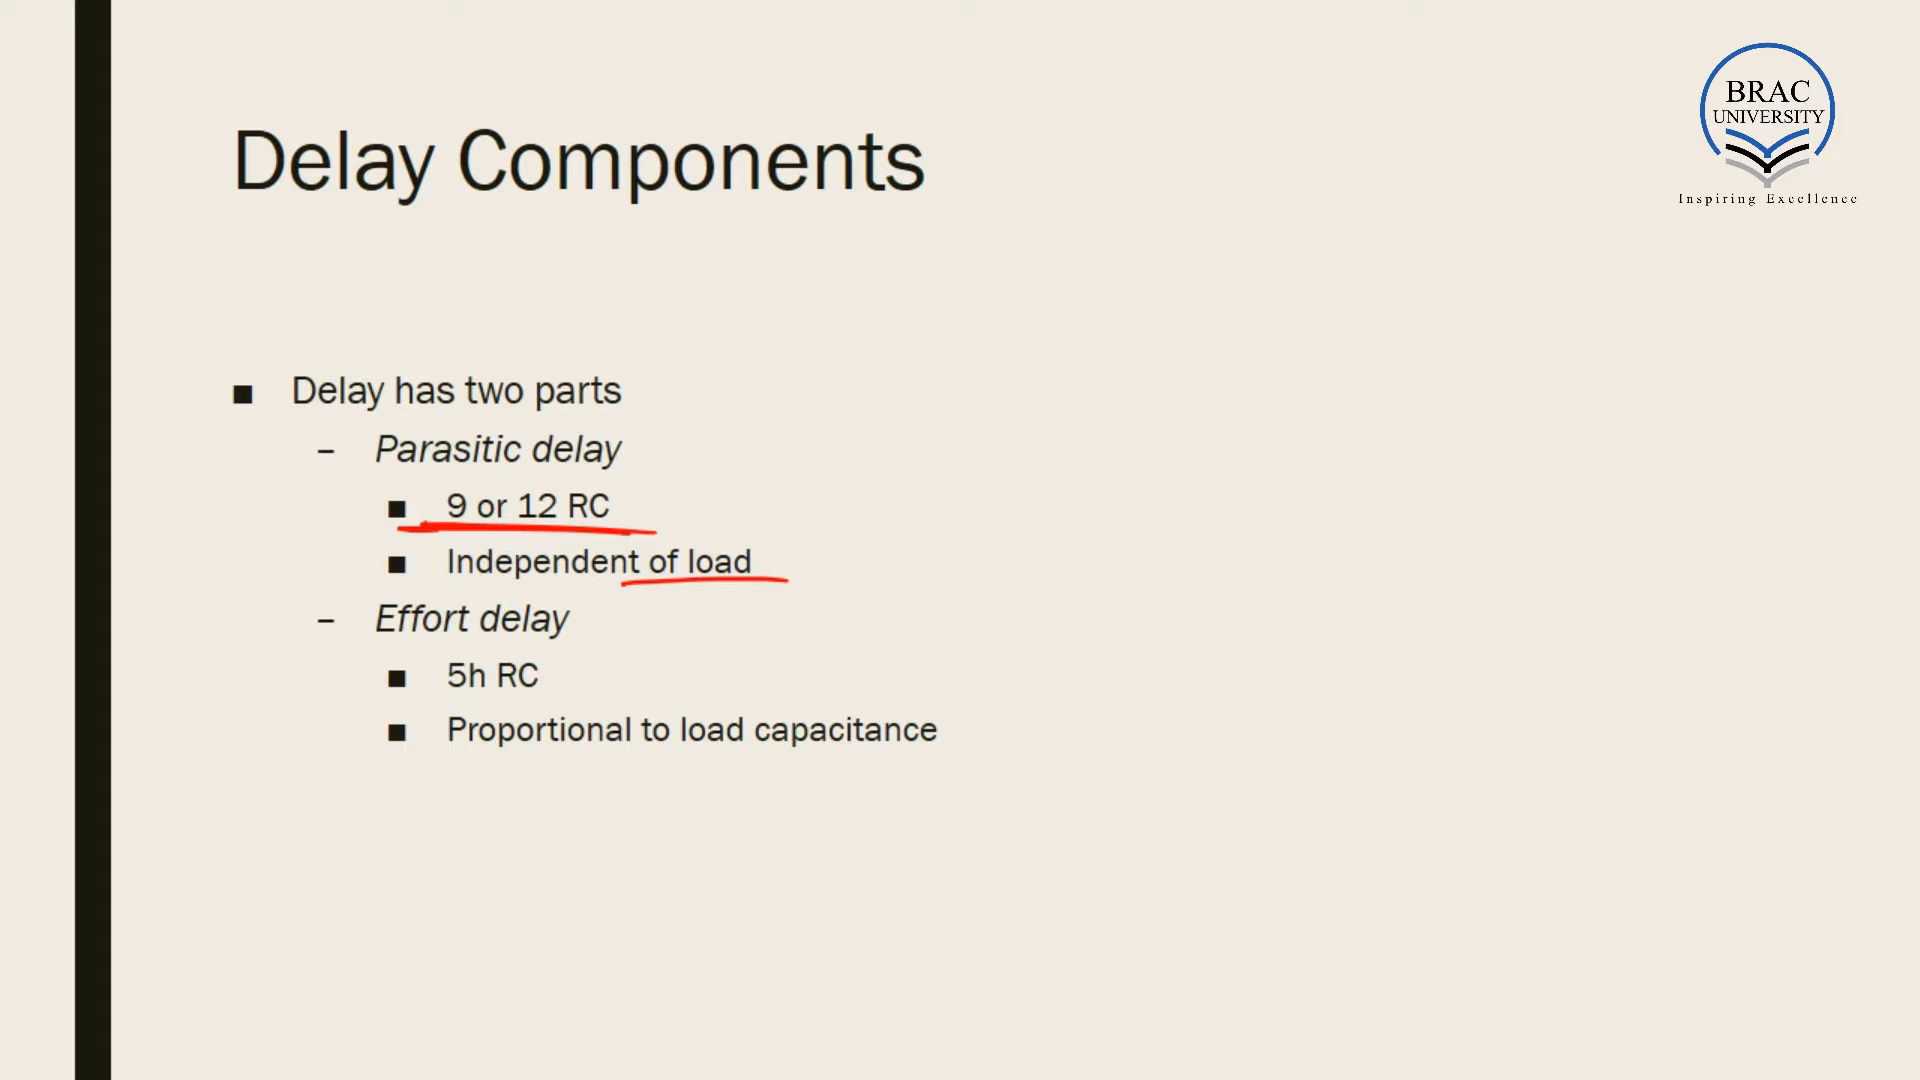 BRAC
UNIVERSITY
Inspiring Excellence
Delay Components
■ Delay has two parts
– Parasitic delay
■ 9 or 12 RC
■ Independent of load
– Effort delay
■ 5h RC
■ Proportional to load capacitance